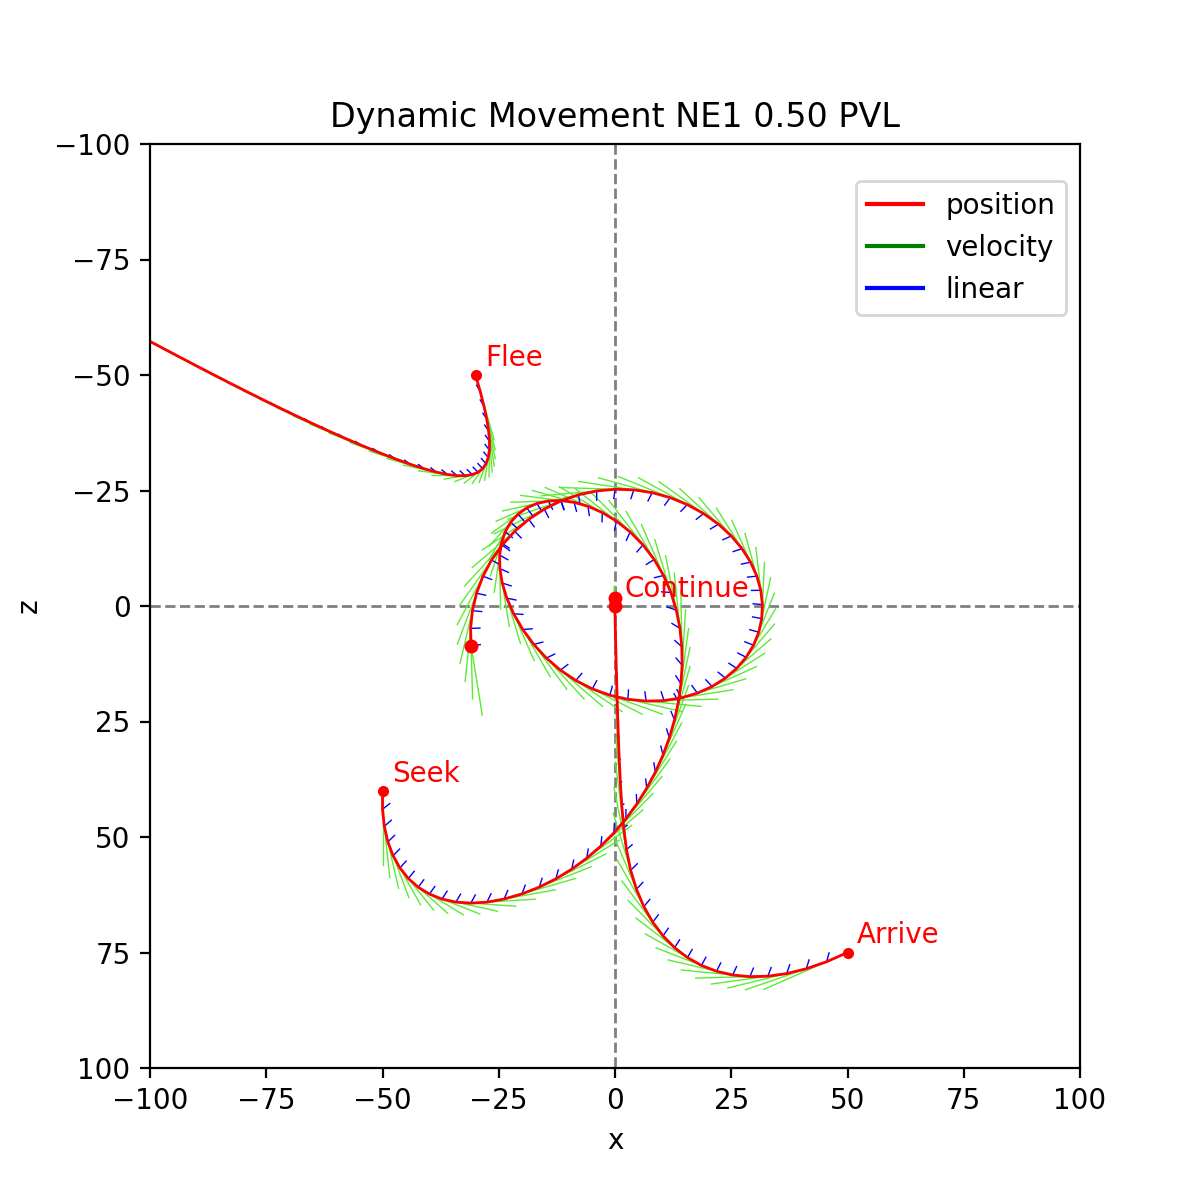 Dynamic Movement NE1 0.50 PVL
−100
−75
−50
−25
0
25
50
75
100
z
position
velocity
linear
Flee
Continue
Seek
Arrive
−100 −75 −50 −25 0 25 50 75 100
x